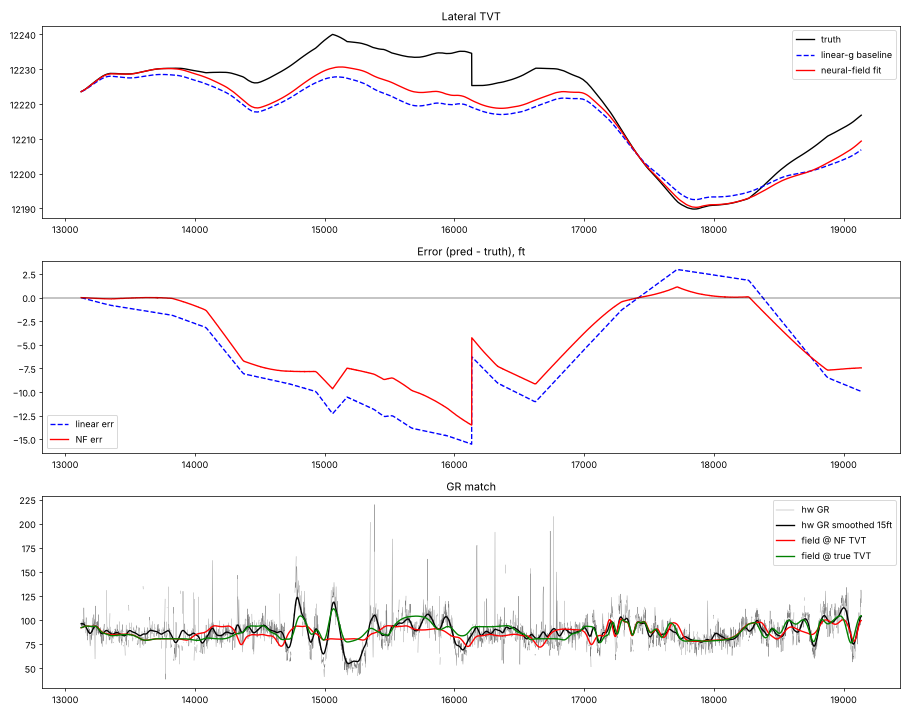 Lateral TVT
12240
12230
12220
12210
12200
12190
truth
linear-g baseline
neural-field fit
13000 14000 15000 16000 17000 18000 19000
Error (pred - truth), ft
2.5
0.0
−2.5
−5.0
−7.5
−10.0
−12.5
−15.0
linear err
NF err
13000 14000 15000 16000 17000 18000 19000
GR match
225
200
175
150
125
100
75
50
hw GR
hw GR smoothed 15ft
field @ NF TVT
field @ true TVT
13000 14000 15000 16000 17000 18000 19000